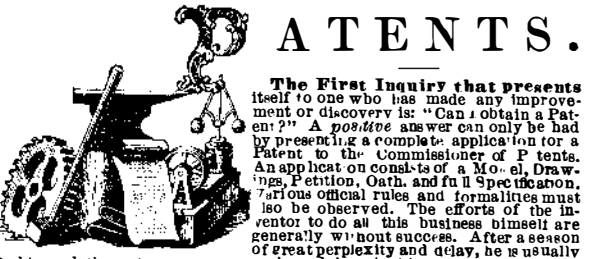 PATENTS.
The First Inquiry that presents
itself to one who has made any improve-
ment or discovery is: "Can I obtain a Pat-
ent?" A positive answer can only be had
by presenting a complete application for a
Patent to the Commissioner of Patents.
An application consists of a Model, Draw-
ings, Petition, Oath, and full Specification.
Various official rules and formalities must
also be observed. The efforts of the in-
ventor to do all this business himself are
generally without success. After a season
of great perplexity and delay, he is usually